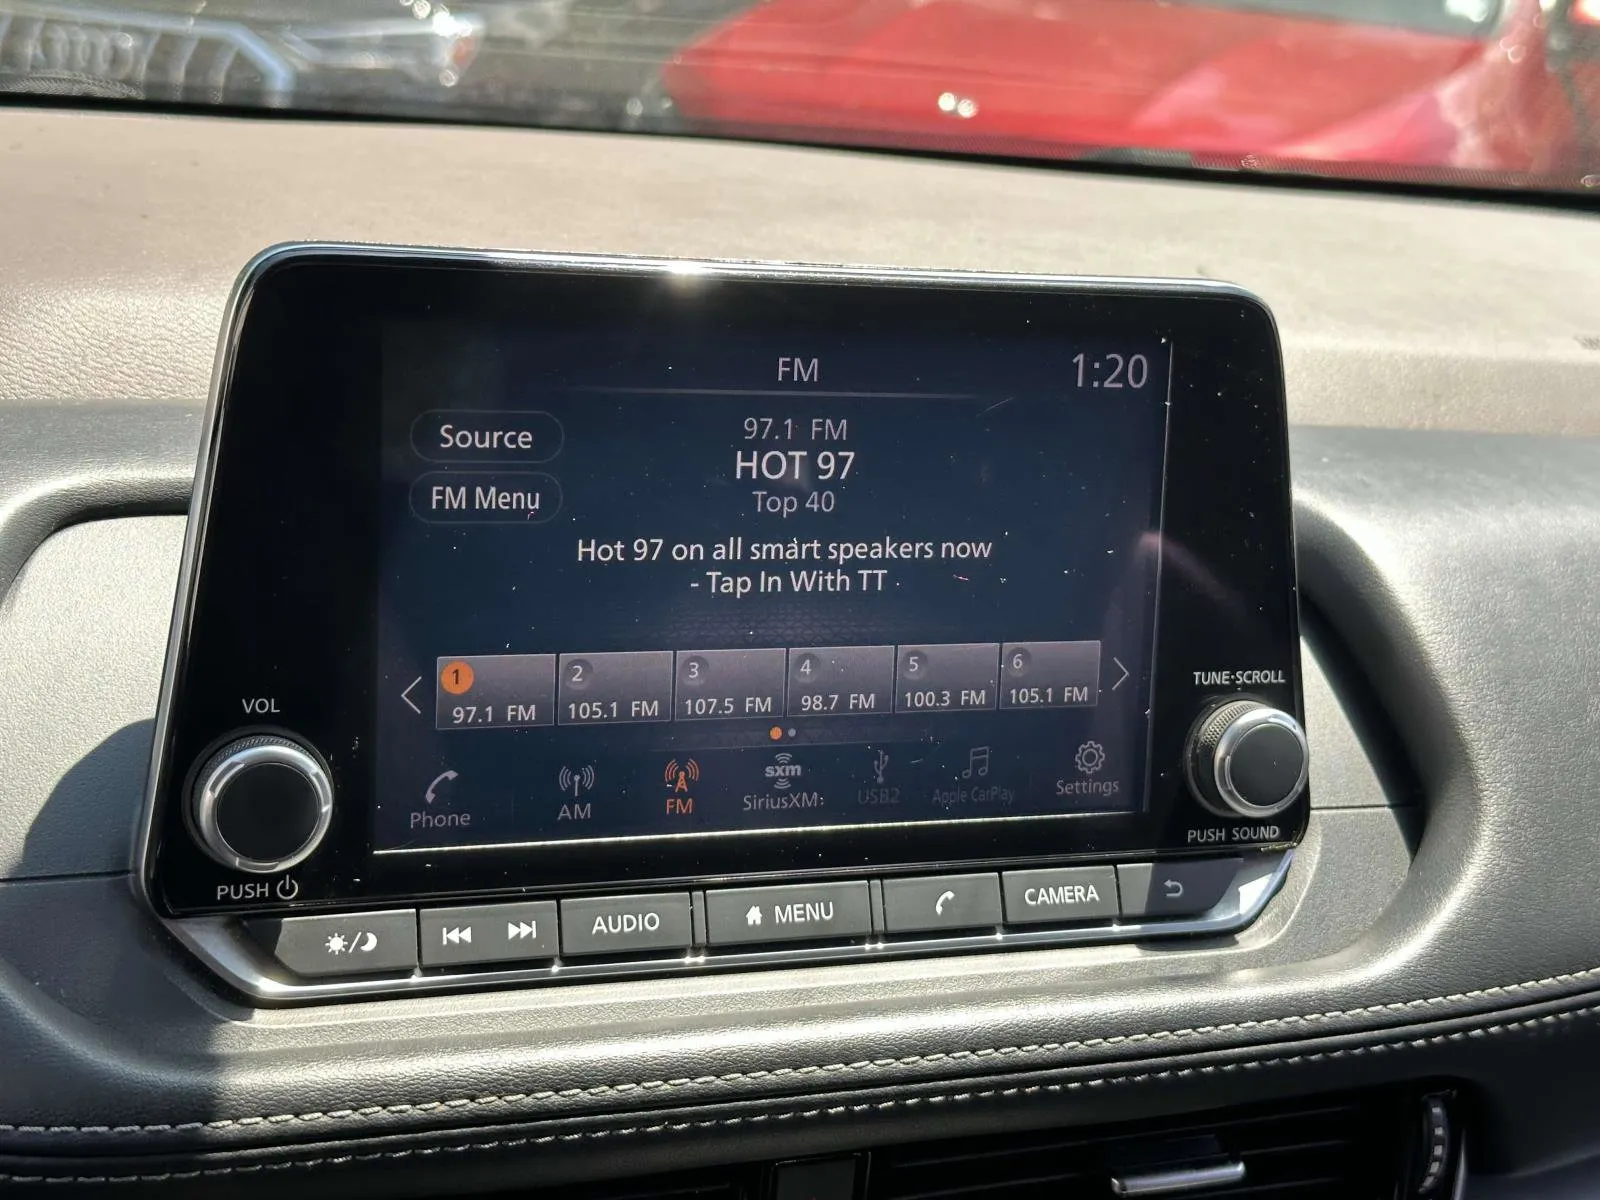 FM
1:20
Source
FM Menu
97.1 FM
HOT 97
Top 40
Hot 97 on all smart speakers now
- Tap In With TT
1
97.1 FM
2
105.1 FM
3
107.5 FM
4
98.7 FM
5
100.3 FM
6
105.1 FM
Phone
AM
FM
sxm
SiriusXM:
USB2
Apple CarPlay
Settings
VOL
PUSH
TUNE·SCROLL
PUSH SOUND
AUDIO
MENU
CAMERA